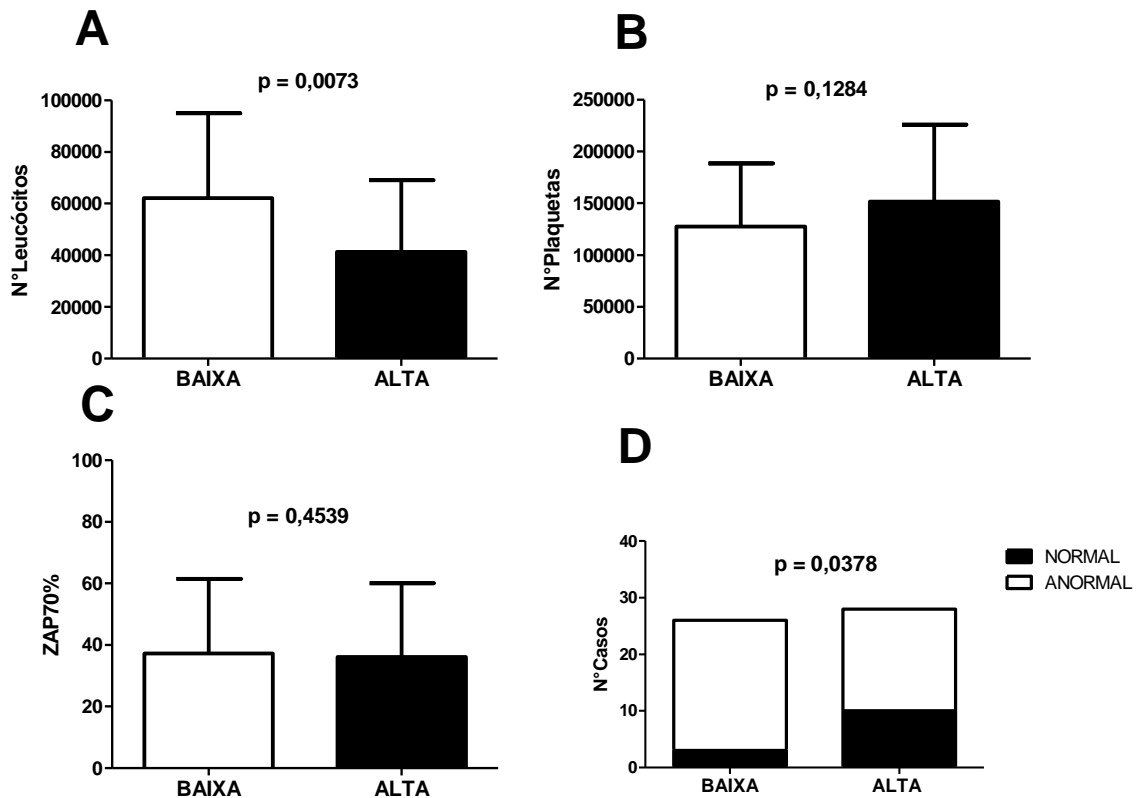 A
p = 0,0073
N°Leucócitos
100000
80000
60000
40000
20000
0
BAIXA ALTA
B
p = 0,1284
N°Plaquetas
250000
200000
150000
100000
50000
0
BAIXA ALTA
C
p = 0,4539
ZAP70%
100
80
60
40
20
0
BAIXA ALTA
D
p = 0,0378
N°Casos
40
30
20
10
0
BAIXA ALTA
NORMAL
ANORMAL